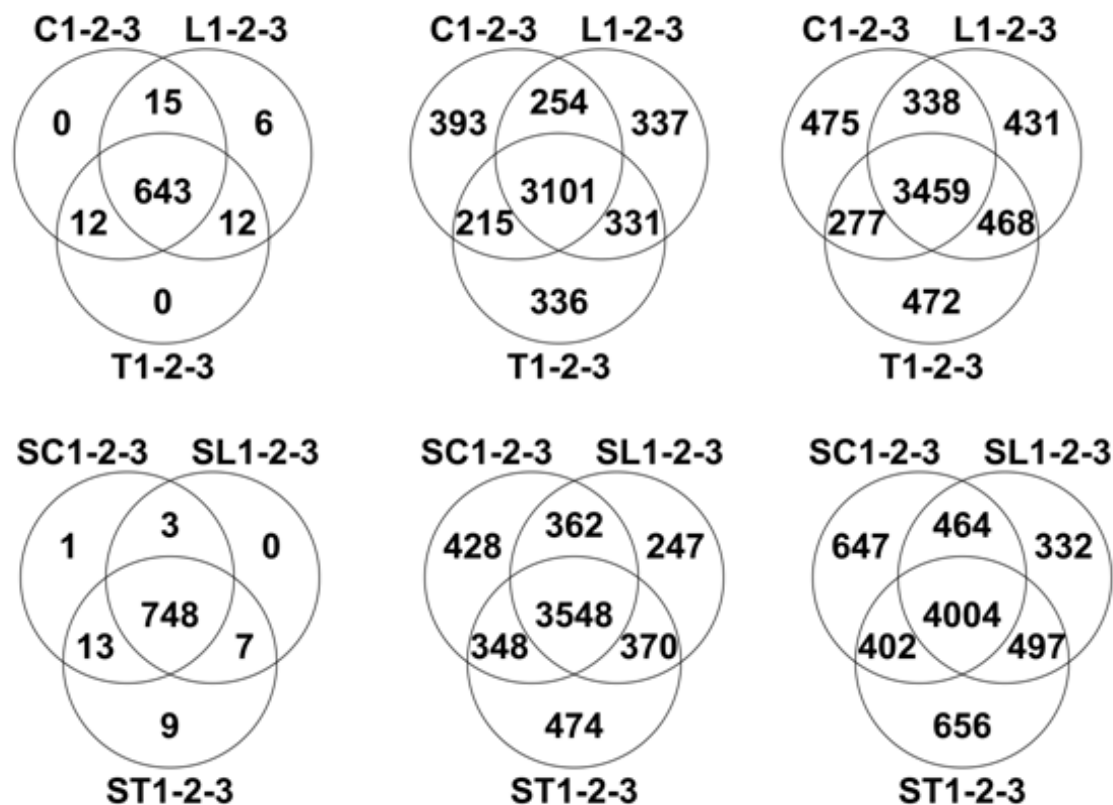 C1-2-3 L1-2-3 C1-2-3 L1-2-3 C1-2-3 L1-2-3
15 254 338
0 6 393 337 475 431
643 3101 3459
12 12 215 331 277 468
0 336 472
T1-2-3 T1-2-3 T1-2-3
SC1-2-3 SL1-2-3 SC1-2-3 SL1-2-3 SC1-2-3 SL1-2-3
3 362 464
1 0 428 247 647 332
748 3548 4004
13 7 348 370 402 497
9 474 656
ST1-2-3 ST1-2-3 ST1-2-3